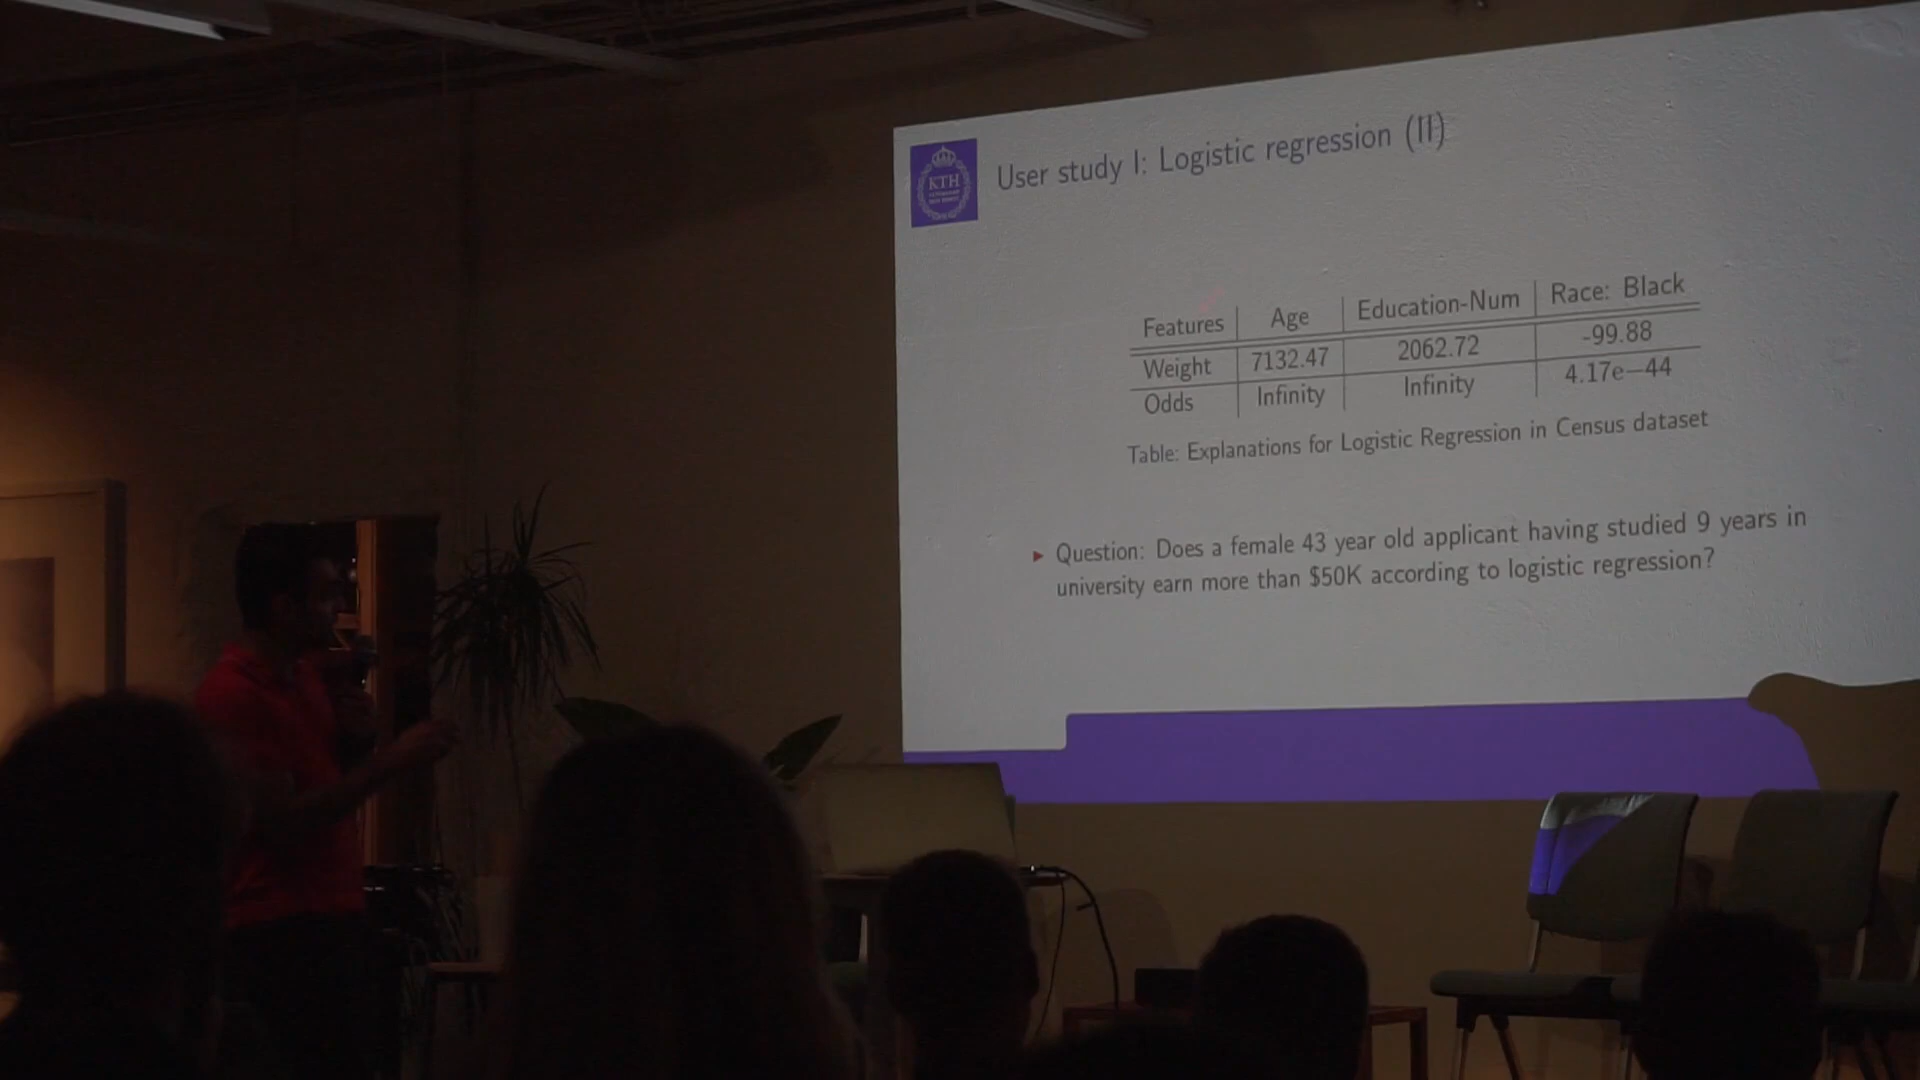 KTH
User study I: Logistic regression (II)
Features Age Education-Num Race: Black
Weight 7132.47 2062.72 -99.88
Odds Infinity Infinity 4.17e−44
Table: Explanations for Logistic Regression in Census dataset
Question: Does a female 43 year old applicant having studied 9 years in
university earn more than $50K according to logistic regression?